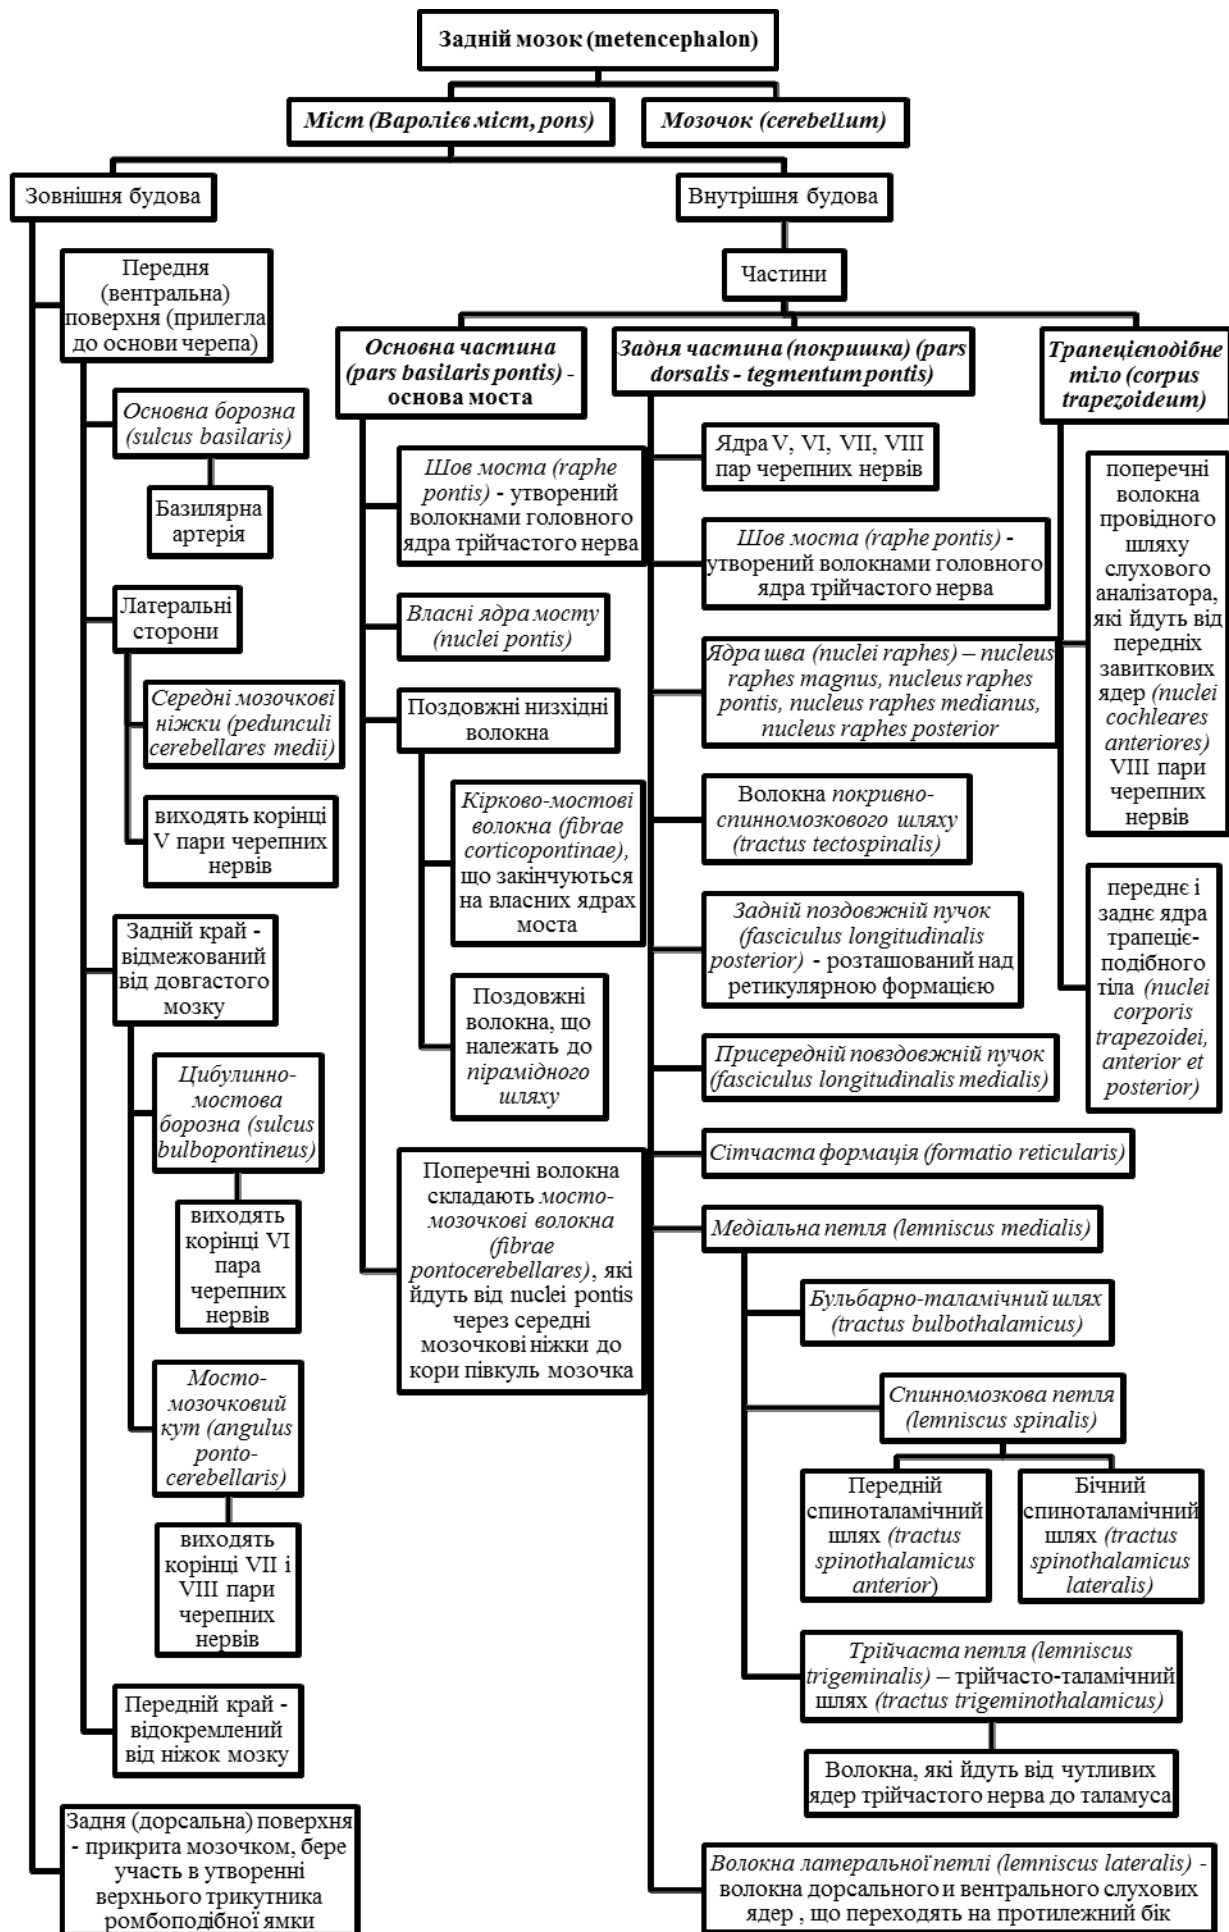 Задній мозок (metencephalon)
Міст (Варолієв міст, pons)
Мозочок (cerebellum)
Зовнішня будова
Внутрішня будова
Передня
(вентральна)
поверхня (прилегла
до основи черепа)
Основна борозна
(sulcus basilaris)
Базилярна
артерія
Латеральні
сторони
Середні мозочкові
ніжки (pedunculi
cerebellares medii)
виходять корінці
V пари черепних
нервів
Задній край -
відмежований
від довгастого
мозку
Цибулинно-
мостова
борозна (sulcus
bulbopontineus)
виходять
корінці VI
пара
черепних
нервів
Мосто-
мозочковий
кут (angulus
ponto-
cerebellaris)
виходять
корінці VII і
VIII пари
черепних
нервів
Передній край -
відокремлений
від ніжок мозку
Задня (дорсальна) поверхня
- прикрита мозочком, бере
участь в утворенні
верхнього трикутника
ромбоподібної ямки
Частини
Основна частина
(pars basilaris pontis) -
основа моста
Шов моста (raphe
pontis) - утворений
волокнами головного
ядра трійчастого нерва
Власні ядра мосту
(nuclei pontis)
Поздовжні низхідні
волокна
Кірково-мостові
волокна (fibrae
corticopontinae),
що закінчуються
на власних ядрах
моста
Поздовжні
волокна, що
належать до
пірамідного
шляху
Поперечні волокна
складають мосто-
мозочкові волокна
(fibrae
pontocerebellares), які
йдуть від nuclei pontis
через середні
мозочкові ніжки до
кори півкуль мозочка
Задня частина (покришка) (pars
dorsalis - tegmentum pontis)
Ядра V, VI, VII, VIII
пар черепних нервів
Шов моста (raphe pontis) -
утворений волокнами головного
ядра трійчастого нерва
Ядра шва (nuclei raphes) – nucleus
raphes magnus, nucleus raphes
pontis, nucleus raphes medianus,
nucleus raphes posterior
Волокна покривно-
спинномозкового шляху
(tractus tectospinalis)
Задній поздовжній пучок
(fasciculus longitudinalis
posterior) - розташований над
ретикулярною формацією
Присередній повздовжній пучок
(fasciculus longitudinalis medialis)
Сітчаста формація (formatio reticularis)
Медіальна петля (lemniscus medialis)
Бульбарно-таламічний шлях
(tractus bulbothalamicus)
Спинномозкова петля
(lemniscus spinalis)
Передній
спиноталамічний
шлях (tractus
spinothalamicus
anterior)
Бічний
спиноталамічний
шлях (tractus
spinothalamicus
lateralis)
Трійчаста петля (lemniscus
trigeminalis) – трійчасто-таламічний
шлях (tractus trigeminothalamicus)
Волокна, які йдуть від чутливих
ядер трійчастого нерва до таламуса
Волокна латеральної петлі (lemniscus lateralis) -
волокна дорсального и вентрального слухових
ядер , що переходять на протилежний бік
Трапецієподібне
тіло (corpus
trapezoideum)
поперечні
волокна
провідного
шляху
слухового
аналізатора,
які йдуть від
передніх
завиткових
ядер (nuclei
cochleares
anteriores)
VIII пари
черепних
нервів
переднє і
заднє ядра
трапеціє-
подібного
тіла (nuclei
corporis
trapezoidei,
anterior et
posterior)